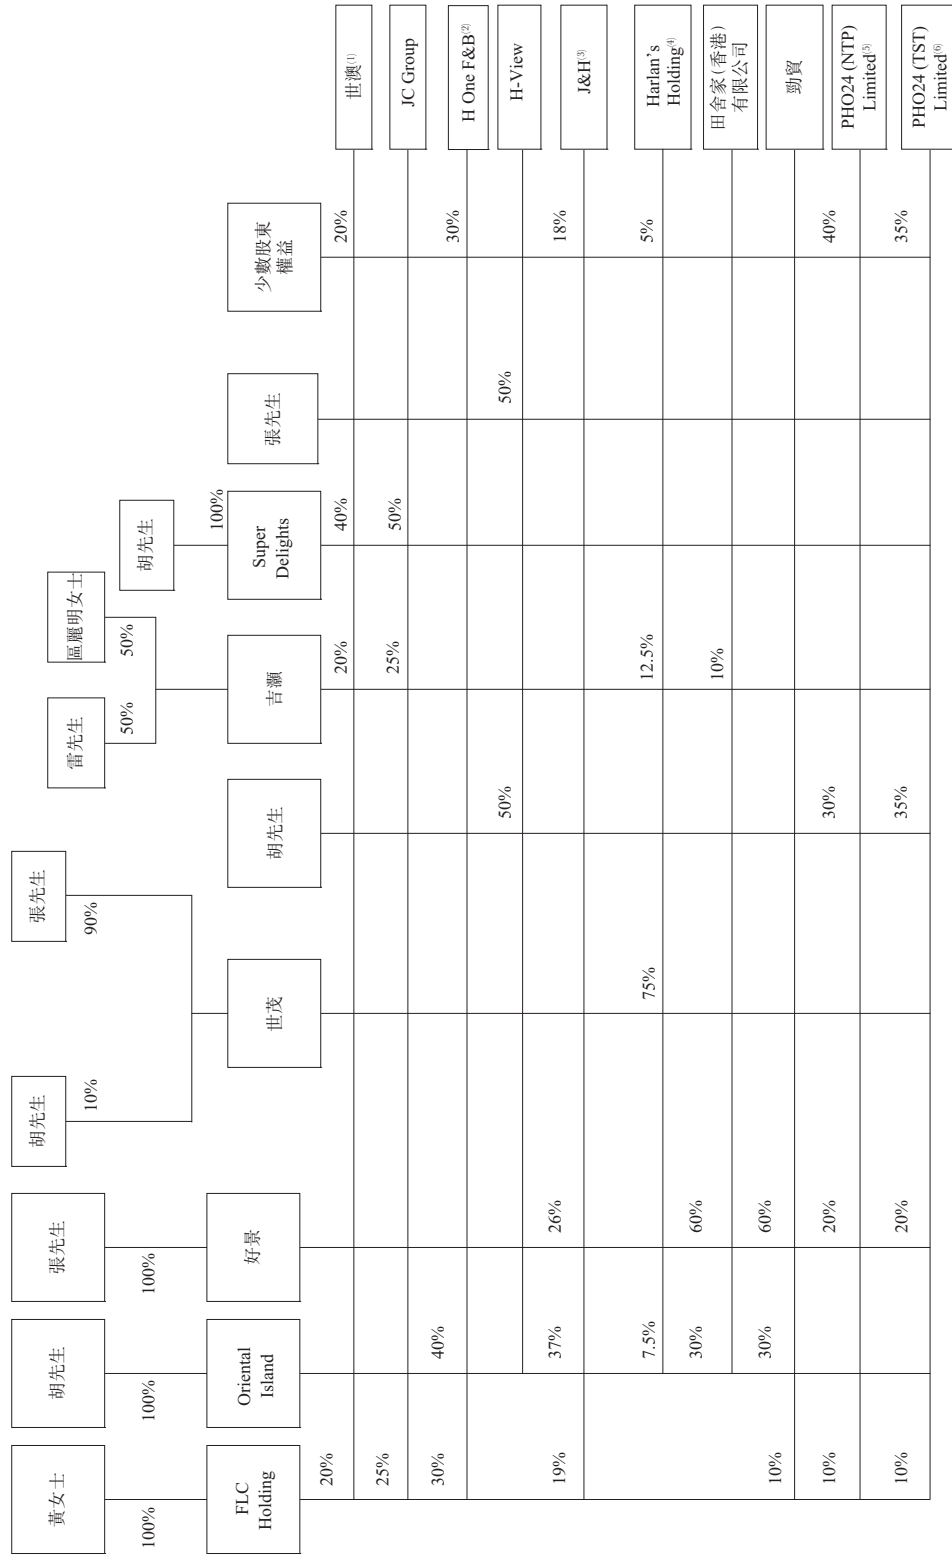 黃女士
胡先生
張先生
胡先生
張先生
雷先生
區麗明女士
10%
90%
50%
50%
100%
100%
100%
胡先生
100%
FLC
Holding
Oriental
Island
好景
世茂
胡先生
吉灝
Super
Delights
張先生
少數股東
權益
20%
20%
40%
20%
世澳(1)
25%
25%
50%
JC Group
30%
40%
30%
H One F&B(2)
50%
50%
H-View
19%
37%
26%
18%
J&H(3)
7.5%
75%
12.5%
5%
Harlan's
Holding(4)
30%
60%
10%
田舍家(香港)
有限公司
10%
30%
60%
勁貿
10%
20%
30%
40%
PHO24 (NTP)
Limited(5)
10%
20%
35%
35%
PHO24 (TST)
Limited(6)